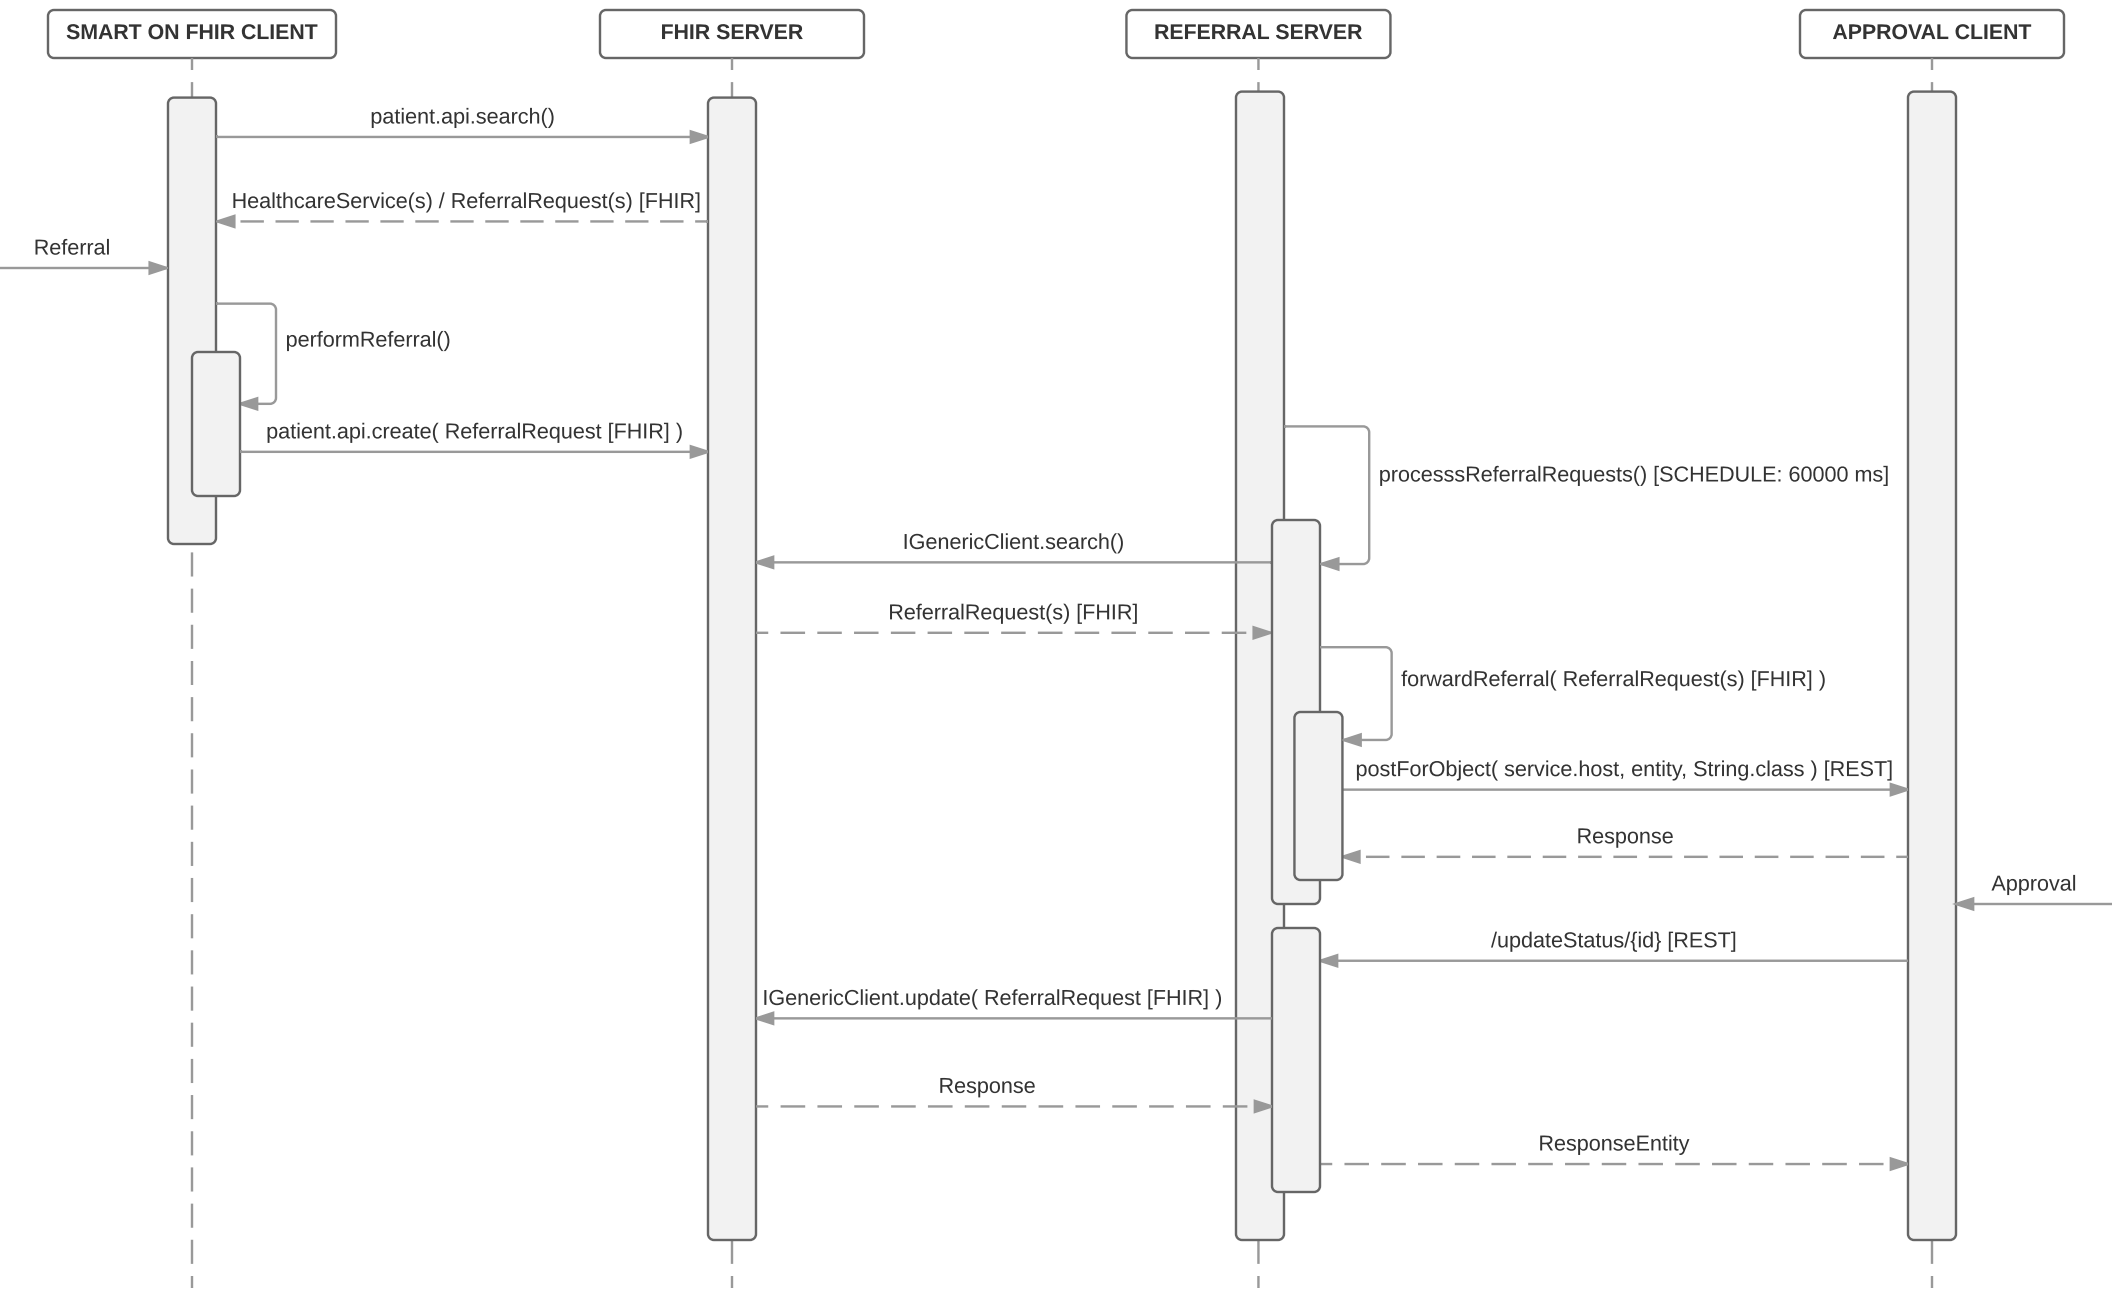 SMART ON FHIR CLIENT
FHIR SERVER
REFERRAL SERVER
APPROVAL CLIENT
patient.api.search()
HealthcareService(s) / ReferralRequest(s) [FHIR]
Referral
performReferral()
patient.api.create( ReferralRequest [FHIR] )
processsReferralRequests() [SCHEDULE: 60000 ms]
IGenericClient.search()
ReferralRequest(s) [FHIR]
forwardReferral( ReferralRequest(s) [FHIR] )
postForObject( service.host, entity, String.class ) [REST]
Response
Approval
/updateStatus/{id} [REST]
IGenericClient.update( ReferralRequest [FHIR] )
Response
ResponseEntity